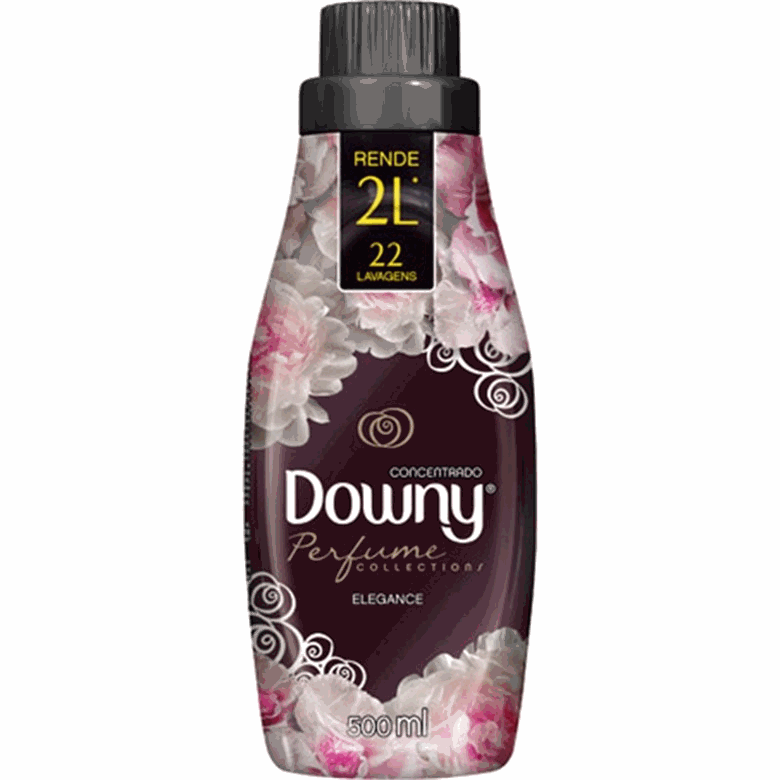 RENDE
2L*
22
LAVAGENS
CONCENTRADO
Downy®
Perfume
COLLECTIONS
ELEGANCE
500ml